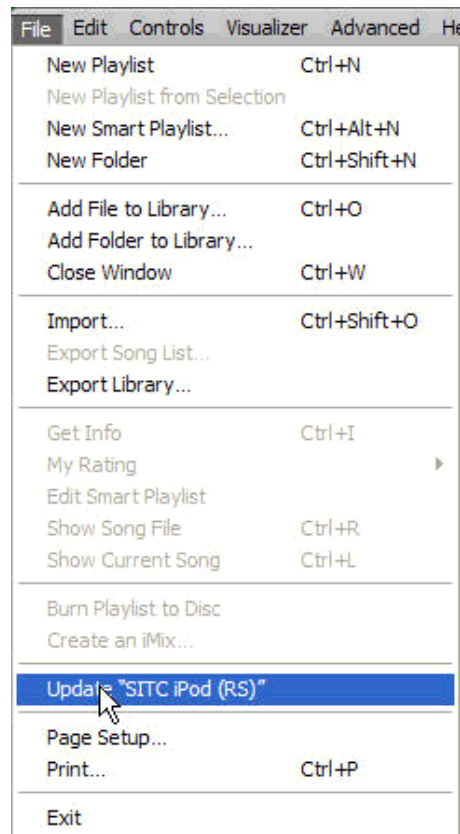 File Edit Controls Visualizer Advanced
New Playlist Ctrl+N
New Playlist from Selection
New Smart Playlist... Ctrl+Alt+N
New Folder Ctrl+Shift+N
Add File to Library... Ctrl+O
Add Folder to Library...
Close Window Ctrl+W
Import... Ctrl+Shift+O
Export Song List...
Export Library...
Get Info Ctrl+I
My Rating
Edit Smart Playlist
Show Song File Ctrl+R
Show Current Song Ctrl+L
Burn Playlist to Disc
Create an iMix...
Update "SITC iPod (RS)"
Page Setup...
Print... Ctrl+P
Exit